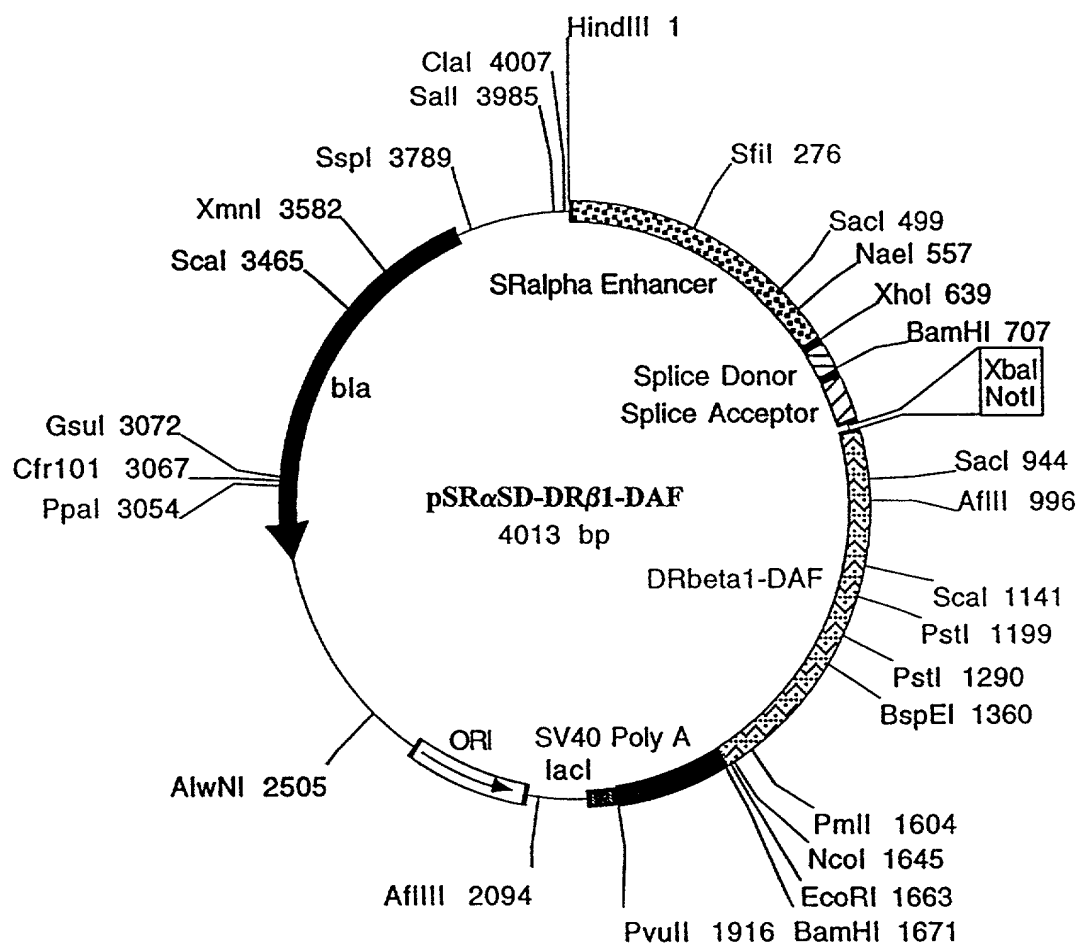 HindIII 1
ClaI 4007
SalI 3985
SspI 3789
SfiI 276
XmnI 3582
SacI 499
ScaI 3465
NaeI 557
SRalpha Enhancer
XhoI 639
BamHI 707
Splice Donor
XbaI
bla
Splice Acceptor
NotI
GsuI 3072
SacI 944
Cfr101 3067
PpaI 3054
pSRαSD-DRβ1-DAF
AflII 996
4013 bp
DRbeta1-DAF
ScaI 1141
PstI 1199
PstI 1290
BspEI 1360
ORI
SV40 Poly A
lacI
AlwNI 2505
PmlI 1604
NcoI 1645
AflIII 2094
EcoRI 1663
PvuII 1916
BamHI 1671